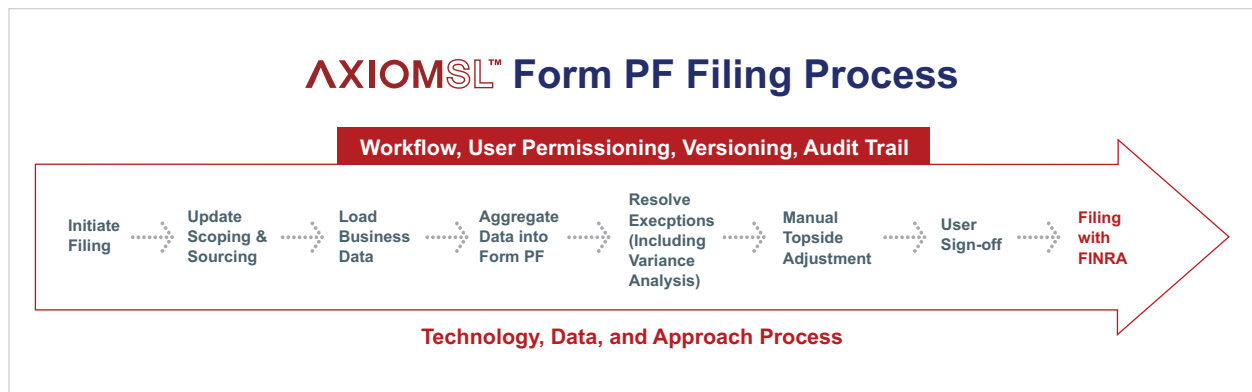 AXIOMSL™ Form PF Filing Process
Workflow, User Permissioning, Versioning, Audit Trail
Initiate
Filing
Update
Scoping &
Sourcing
Load
Business
Data
Aggregate
Data into
Form PF
Resolve
Execptions
(Including
Variance
Analysis)
Manual
Topside
Adjustment
User
Sign-off
Filing
with
FINRA
Technology, Data, and Approach Process